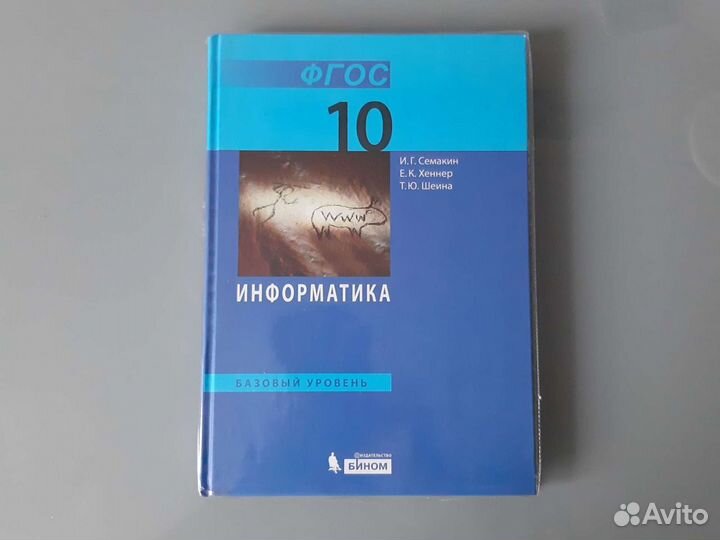 ФГОС
10
И. Г. Семакин
Е. К. Хеннер
Т. Ю. Шеина
WWW
ИНФОРМАТИКА
БАЗОВЫЙ УРОВЕНЬ
ИЗДАТЕЛЬСТВО
БИНОМ
Avito